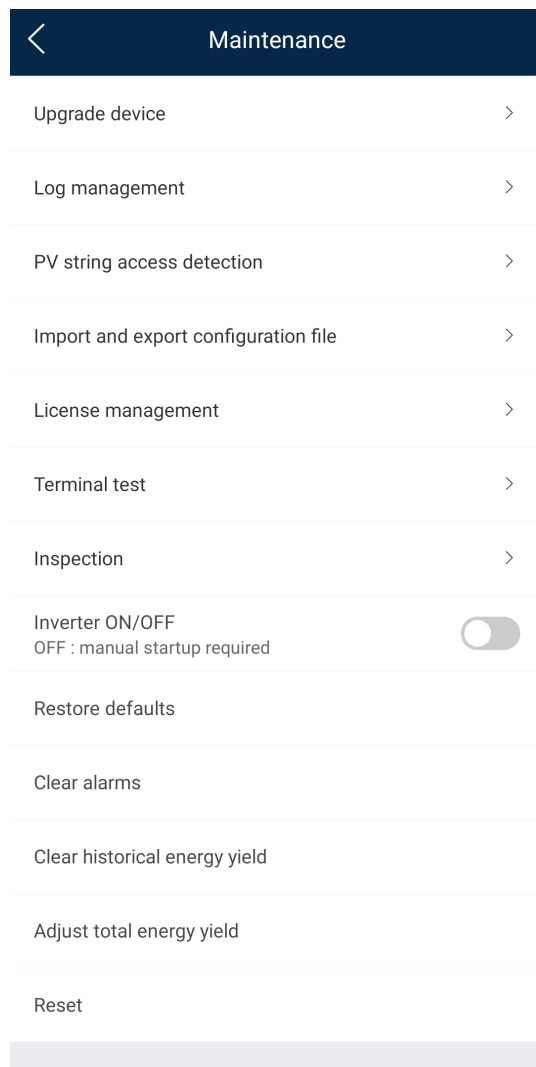 Maintenance
Upgrade device
Log management
PV string access detection
Import and export configuration file
License management
Terminal test
Inspection
Inverter ON/OFF
OFF : manual startup required
Restore defaults
Clear alarms
Clear historical energy yield
Adjust total energy yield
Reset